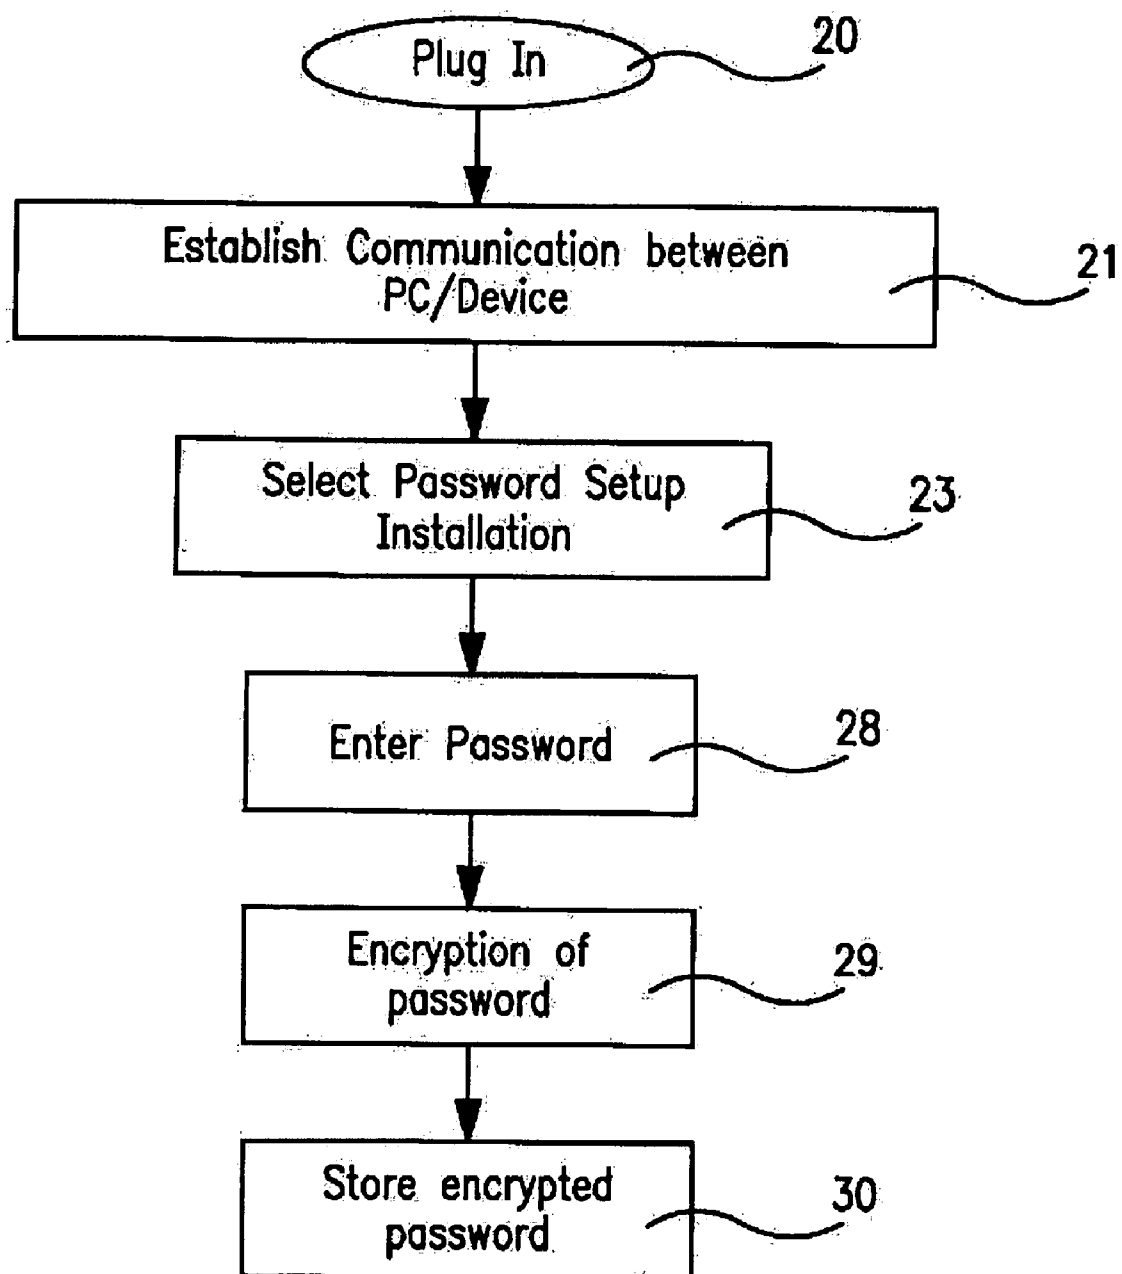 Plug In
20
Establish Communication between
PC/Device
21
Select Password Setup
Installation
23
Enter Password
28
Encryption of
password
29
Store encrypted
password
30